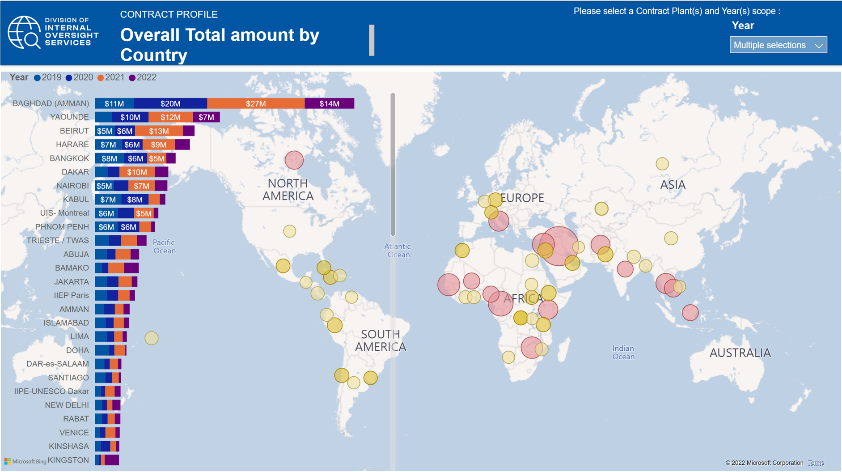 DIVISION OF
INTERNAL
OVERSIGHT
SERVICES
CONTRACT PROFILE
Overall Total amount by
Country
Please select a Contract Plant(s) and Year(s) scope :
Year
Multiple selections
Year 2019 2020 2021 2022
BAGHDAD (AMMAN) $11M $20M $27M $14M
YAOUNDE $10M $12M $7M
BEIRUT $5M $6M $13M
HARARE $7M $6M $9M
BANGKOK $8M $6M $5M
DAKAR $10M
NAIROBI $5M $7M
KABUL $7M $8M
UIS- Montreal $6M $5M
PHNOM PENH $6M $6M
TRIESTE / TWAS
ABUJA
BAMAKO
JAKARTA
IIEP Paris
AMMAN
ISLAMABAD
LIMA
DOHA
DAR-es-SALAAM
SANTIAGO
IIPE-UNESCO Dakar
NEW DELHI
RABAT
VENICE
KINSHASA
KINGSTON
NORTH
AMERICA
EUROPE
ASIA
Pacific
Ocean
Atlantic
Ocean
AFRICA
SOUTH
AMERICA
Indian
Ocean
AUSTRALIA
Microsoft Bing
© 2022 Microsoft Corporation Terms